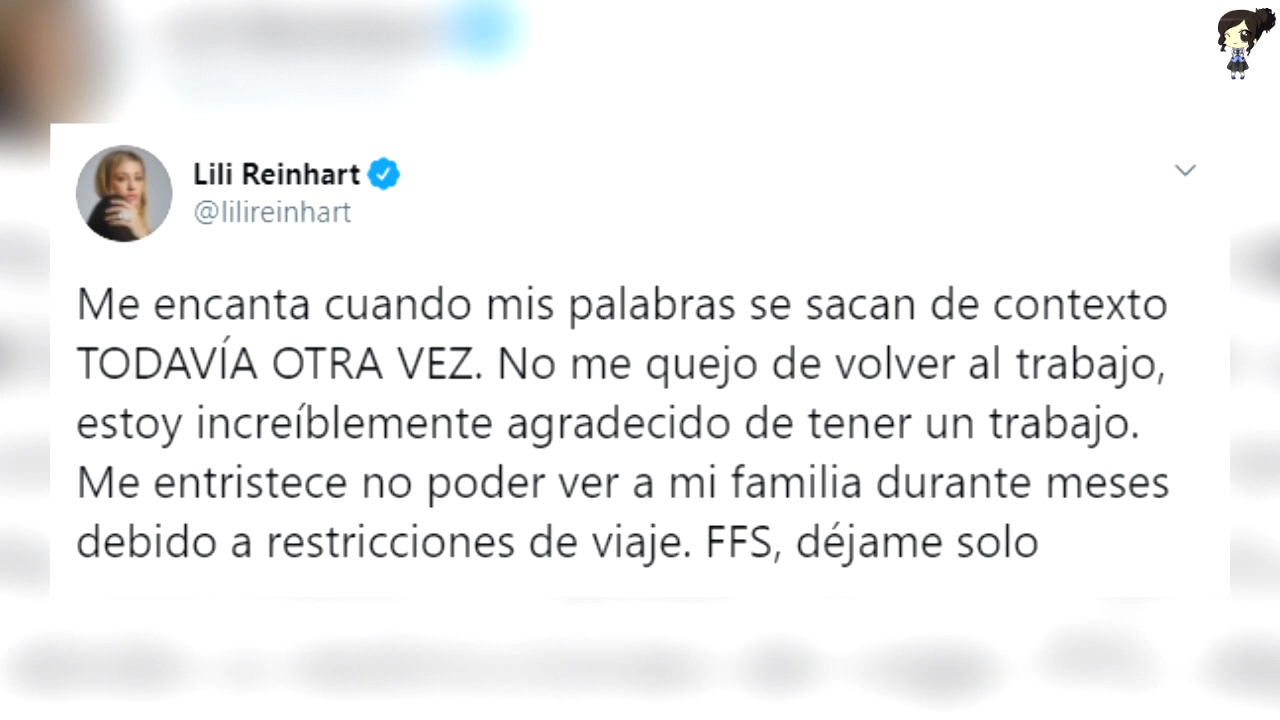 Lili Reinhart
@lilireinhart
Me encanta cuando mis palabras se sacan de contexto
TODAVÍA OTRA VEZ. No me quejo de volver al trabajo,
estoy increíblemente agradecido de tener un trabajo.
Me entristece no poder ver a mi familia durante meses
debido a restricciones de viaje. FFS, déjame solo